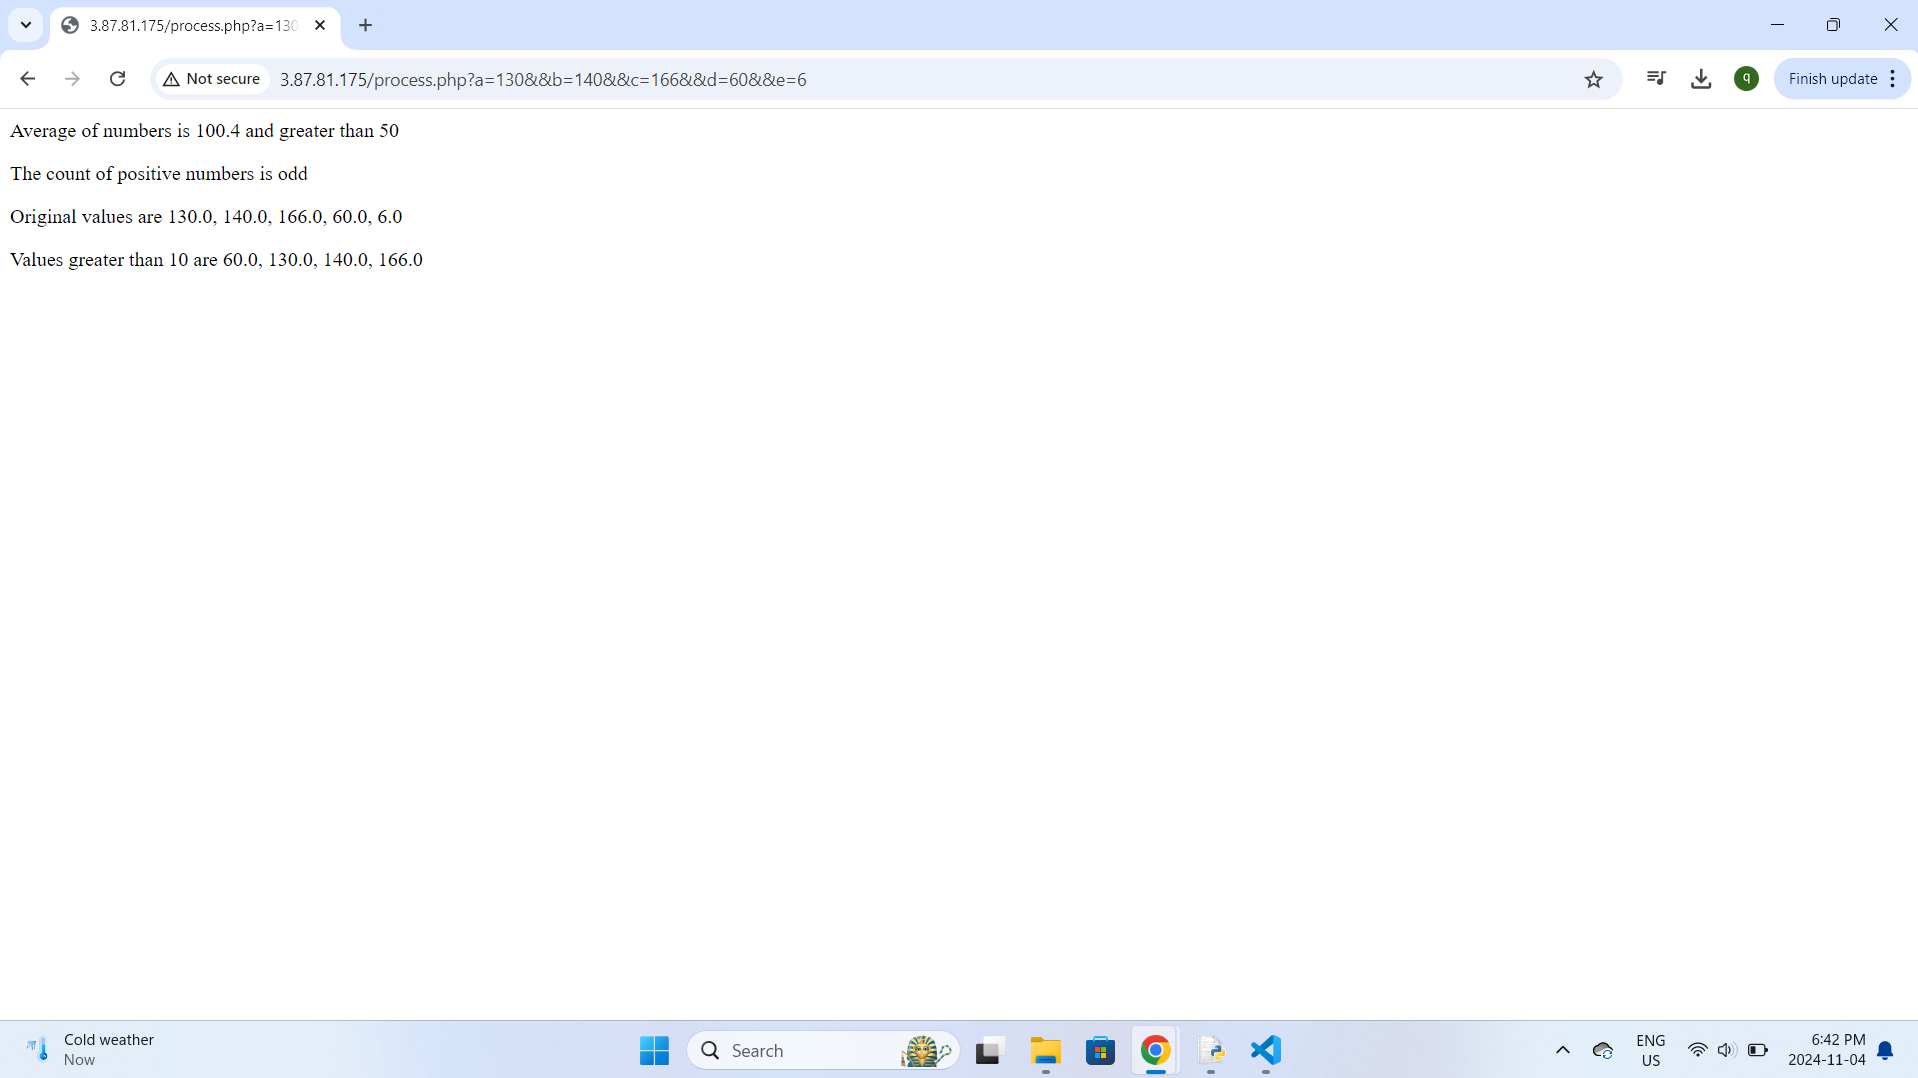 3.87.81.175/process.php?a=130
Not secure
3.87.81.175/process.php?a=130&&b=140&&c=166&&d=60&&e=6
q
Finish update
Average of numbers is 100.4 and greater than 50
The count of positive numbers is odd
Original values are 130.0, 140.0, 166.0, 60.0, 6.0
Values greater than 10 are 60.0, 130.0, 140.0, 166.0
Cold weather
Now
Search
ENG
US
6:42 PM
2024-11-04